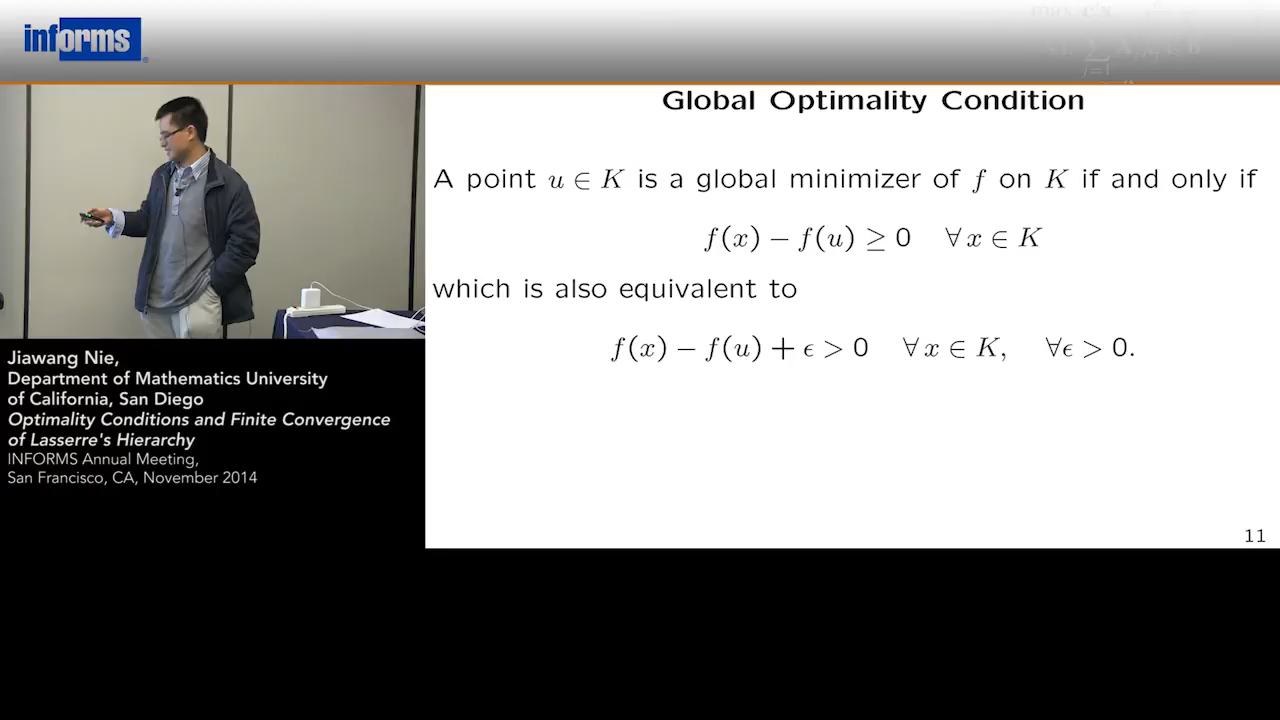 informs
Global Optimality Condition
A point u ∈ K is a global minimizer of f on K if and only if
f(x) − f(u) ≥ 0 ∀ x ∈ K
which is also equivalent to
f(x) − f(u) + ϵ > 0 ∀ x ∈ K, ∀ϵ > 0.
11
Jiawang Nie,
Department of Mathematics University
of California, San Diego
Optimality Conditions and Finite Convergence
of Lasserre's Hierarchy
INFORMS Annual Meeting,
San Francisco, CA, November 2014